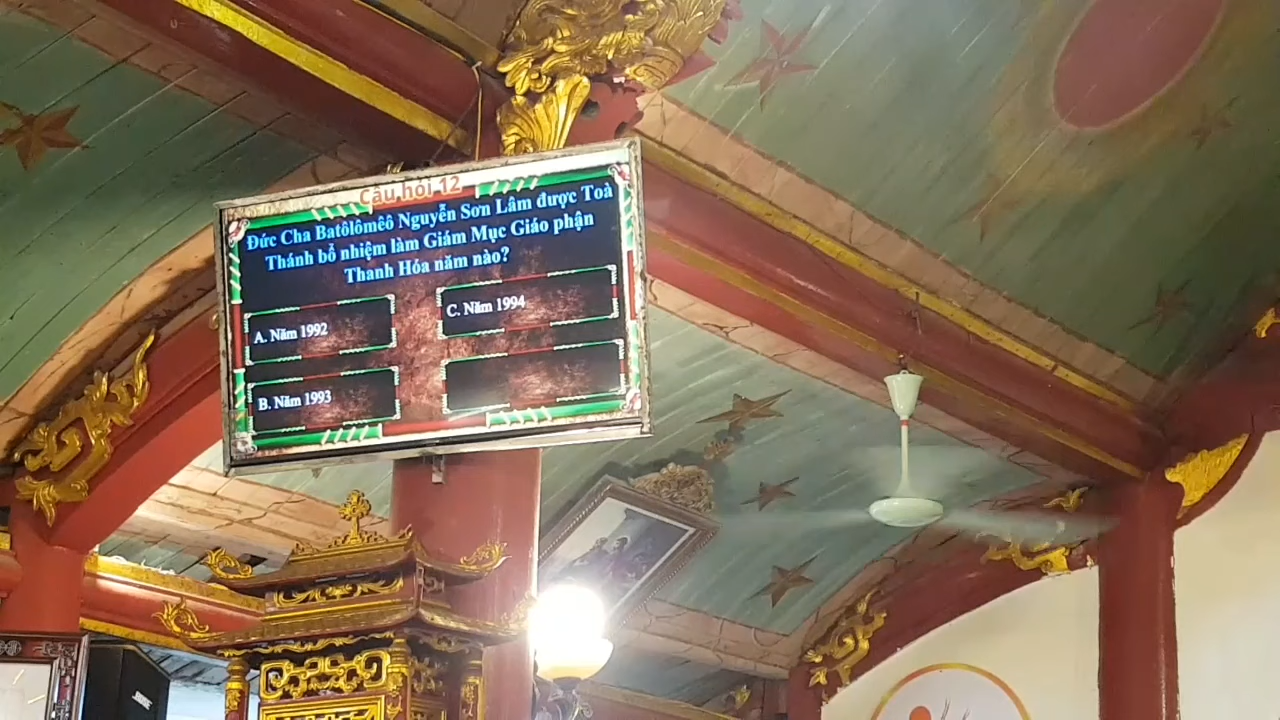 Câu hỏi 12
Đức Cha Batôlômêô Nguyễn Sơn Lâm được Toà
Thánh bổ nhiệm làm Giám Mục Giáo phận
Thanh Hóa năm nào?
A. Năm 1992
C. Năm 1994
B. Năm 1993